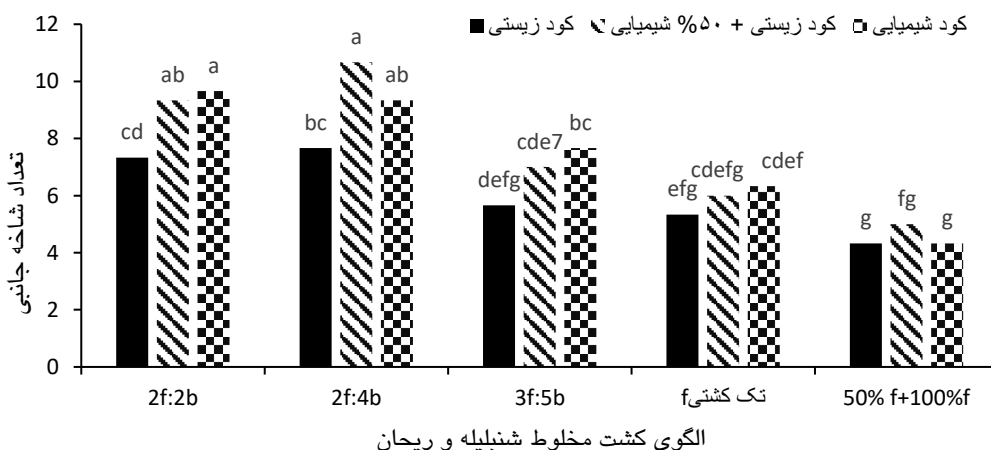 کود زیستی
کود زیستی + ۵۰% شیمیایی
کود شیمیایی
تعداد شاخه جانبی
12
10
8
6
4
2
0
cd
ab
a
bc
a
ab
defg
cde7
bc
efg
cdefg
cdef
g
fg
g
2f:2b
2f:4b
3f:5b
تک کشتیf
50% f+100%f
الگوی کشت مخلوط شنبلیله و ریحان